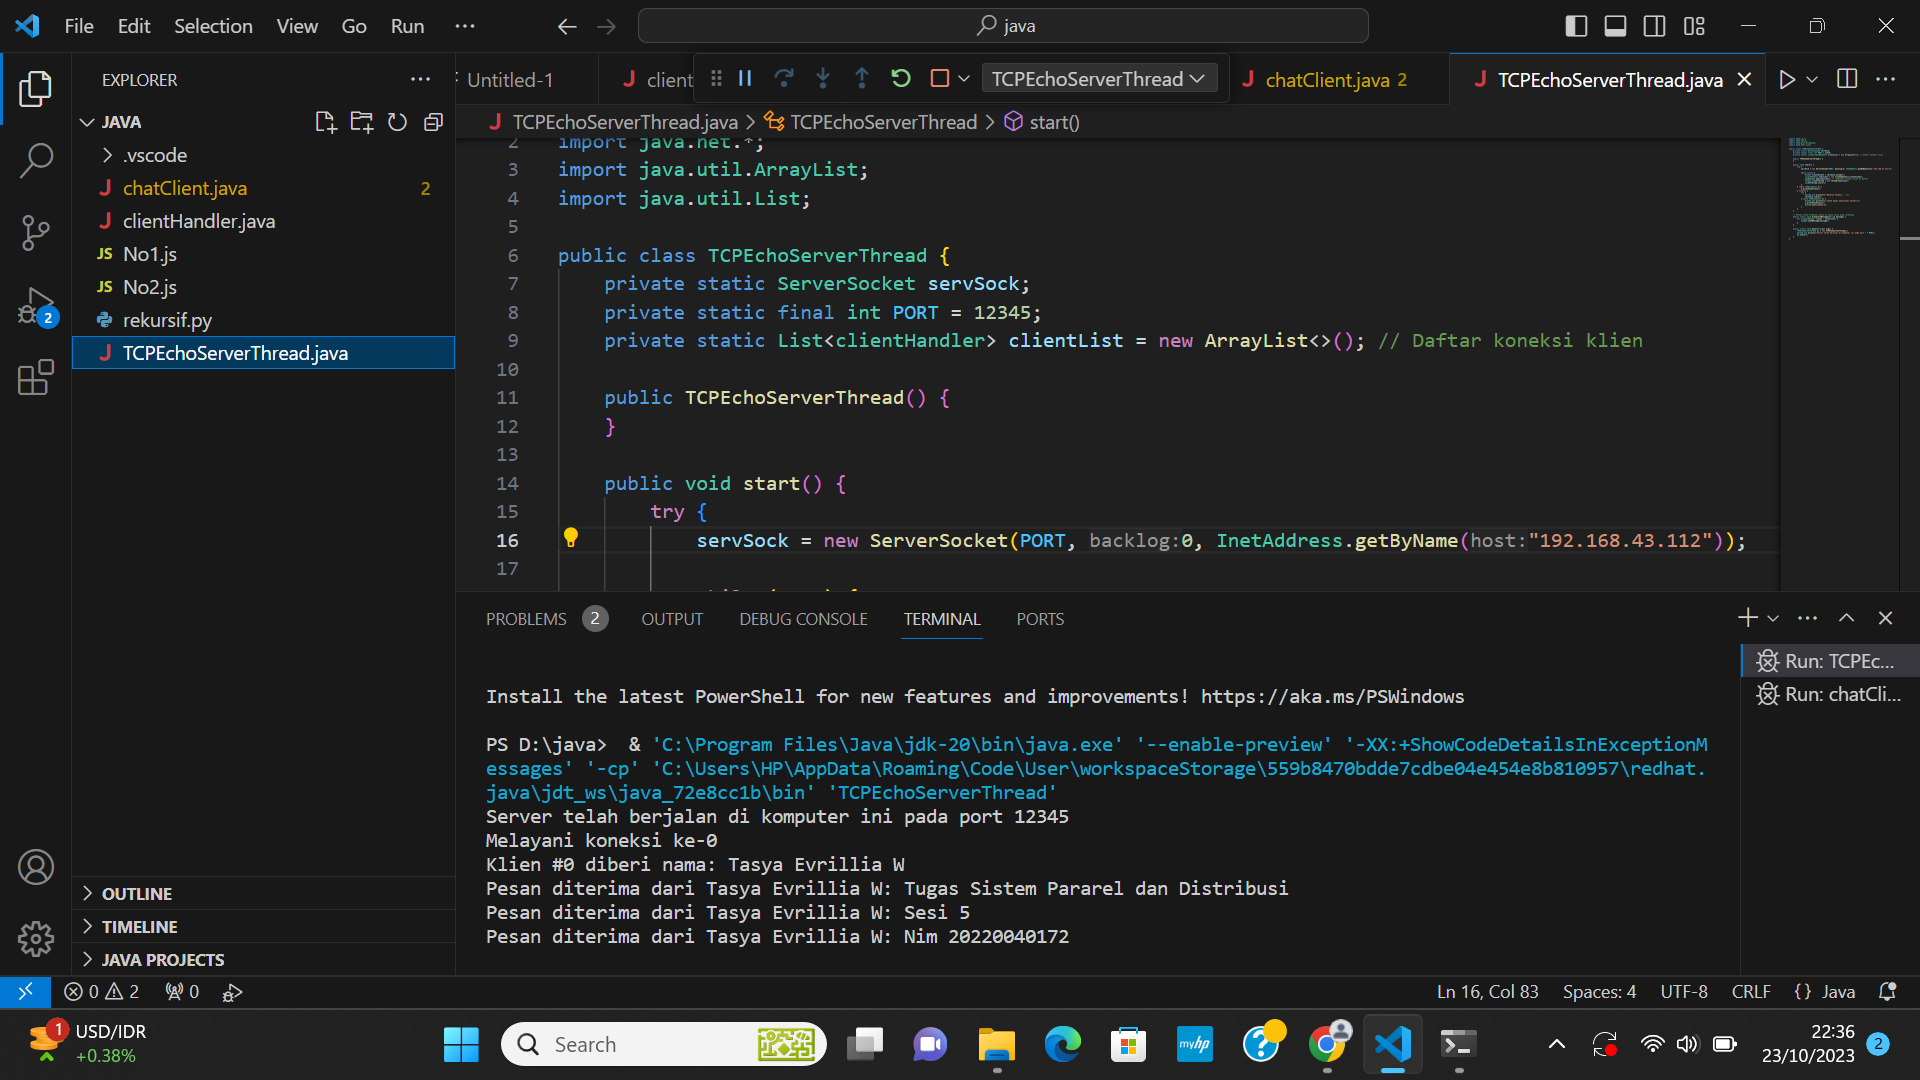 File Edit Selection View Go Run ···
java
EXPLORER
JAVA
.vscode
chatClient.java 2
clientHandler.java
JS No1.js
JS No2.js
rekursif.py
TCPEchoServerThread.java
OUTLINE
TIMELINE
JAVA PROJECTS
2
Untitled-1
J client
TCPEchoServerThread
J chatClient.java 2
J TCPEchoServerThread.java
J TCPEchoServerThread.java > TCPEchoServerThread > start()
2 import java.net.*;
3 import java.util.ArrayList;
4 import java.util.List;
5
6 public class TCPEchoServerThread {
7 private static ServerSocket servSock;
8 private static final int PORT = 12345;
9 private static List<clientHandler> clientList = new ArrayList<>(); // Daftar koneksi klien
10
11 public TCPEchoServerThread() {
12 }
13
14 public void start() {
15 try {
16 servSock = new ServerSocket(PORT, backlog:0, InetAddress.getByName(host:"192.168.43.112"));
17
PROBLEMS 2 OUTPUT DEBUG CONSOLE TERMINAL PORTS
Run: TCPEc...
Run: chatCli...
Install the latest PowerShell for new features and improvements! https://aka.ms/PSWindows
PS D:\java>  & 'C:\Program Files\Java\jdk-20\bin\java.exe' '--enable-preview' '-XX:+ShowCodeDetailsInExceptionM
essages' '-cp' 'C:\Users\HP\AppData\Roaming\Code\User\workspaceStorage\559b8470bdde7cdbe04e454e8b810957\redhat.
java\jdt_ws\java_72e8cc1b\bin' 'TCPEchoServerThread'
Server telah berjalan di komputer ini pada port 12345
Melayani koneksi ke-0
Klien #0 diberi nama: Tasya Evrillia W
Pesan diterima dari Tasya Evrillia W: Tugas Sistem Pararel dan Distribusi
Pesan diterima dari Tasya Evrillia W: Sesi 5
Pesan diterima dari Tasya Evrillia W: Nim 20220040172
0 2 0
Ln 16, Col 83 Spaces: 4 UTF-8 CRLF {} Java
1
USD/IDR
+0.38%
Search
myhp
22:36
23/10/2023
2